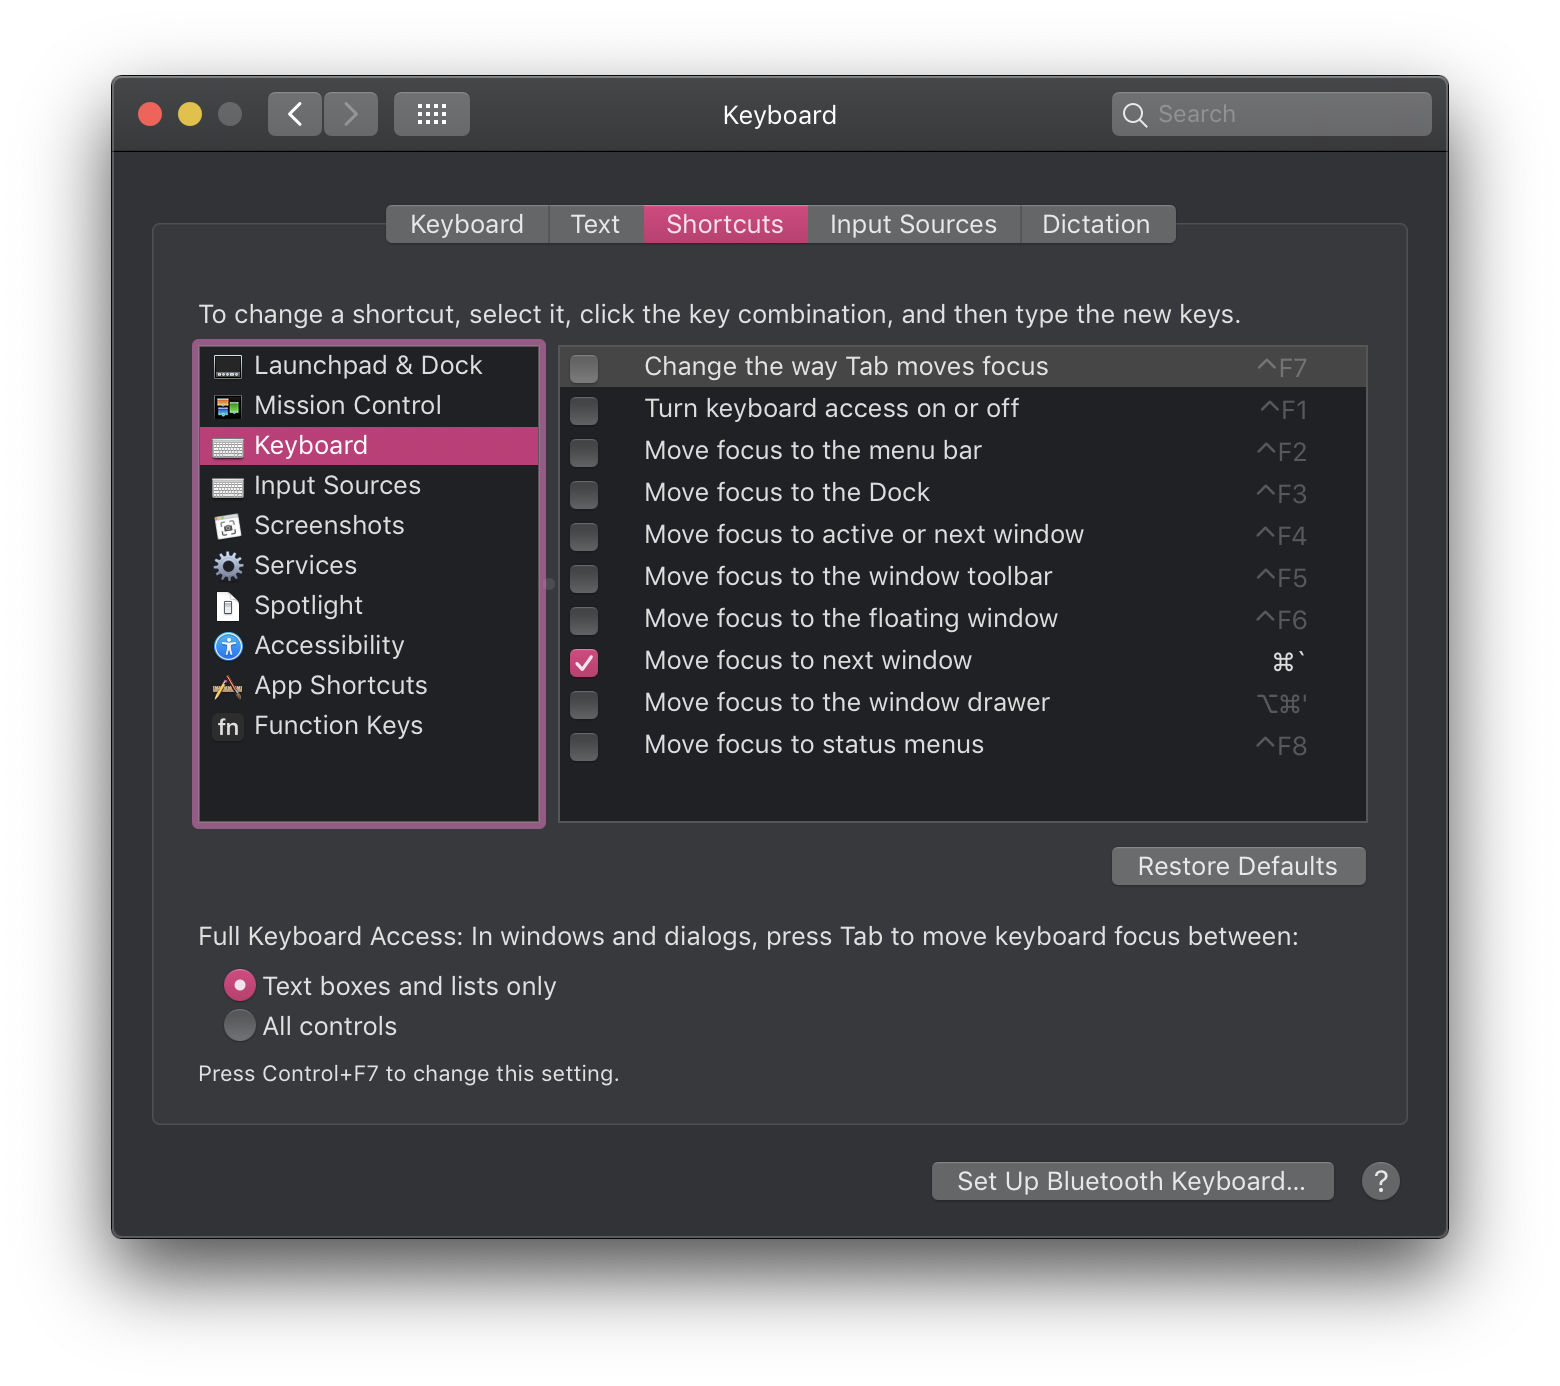 Keyboard
Search
Keyboard Text Shortcuts Input Sources Dictation
To change a shortcut, select it, click the key combination, and then type the new keys.
Launchpad & Dock
Mission Control
Keyboard
Input Sources
Screenshots
Services
Spotlight
Accessibility
App Shortcuts
fn Function Keys
Change the way Tab moves focus ^F7
Turn keyboard access on or off ^F1
Move focus to the menu bar ^F2
Move focus to the Dock ^F3
Move focus to active or next window ^F4
Move focus to the window toolbar ^F5
Move focus to the floating window ^F6
Move focus to next window ⌘`
Move focus to the window drawer ⌥⌘'
Move focus to status menus ^F8
Restore Defaults
Full Keyboard Access: In windows and dialogs, press Tab to move keyboard focus between:
Text boxes and lists only
All controls
Press Control+F7 to change this setting.
Set Up Bluetooth Keyboard... ?